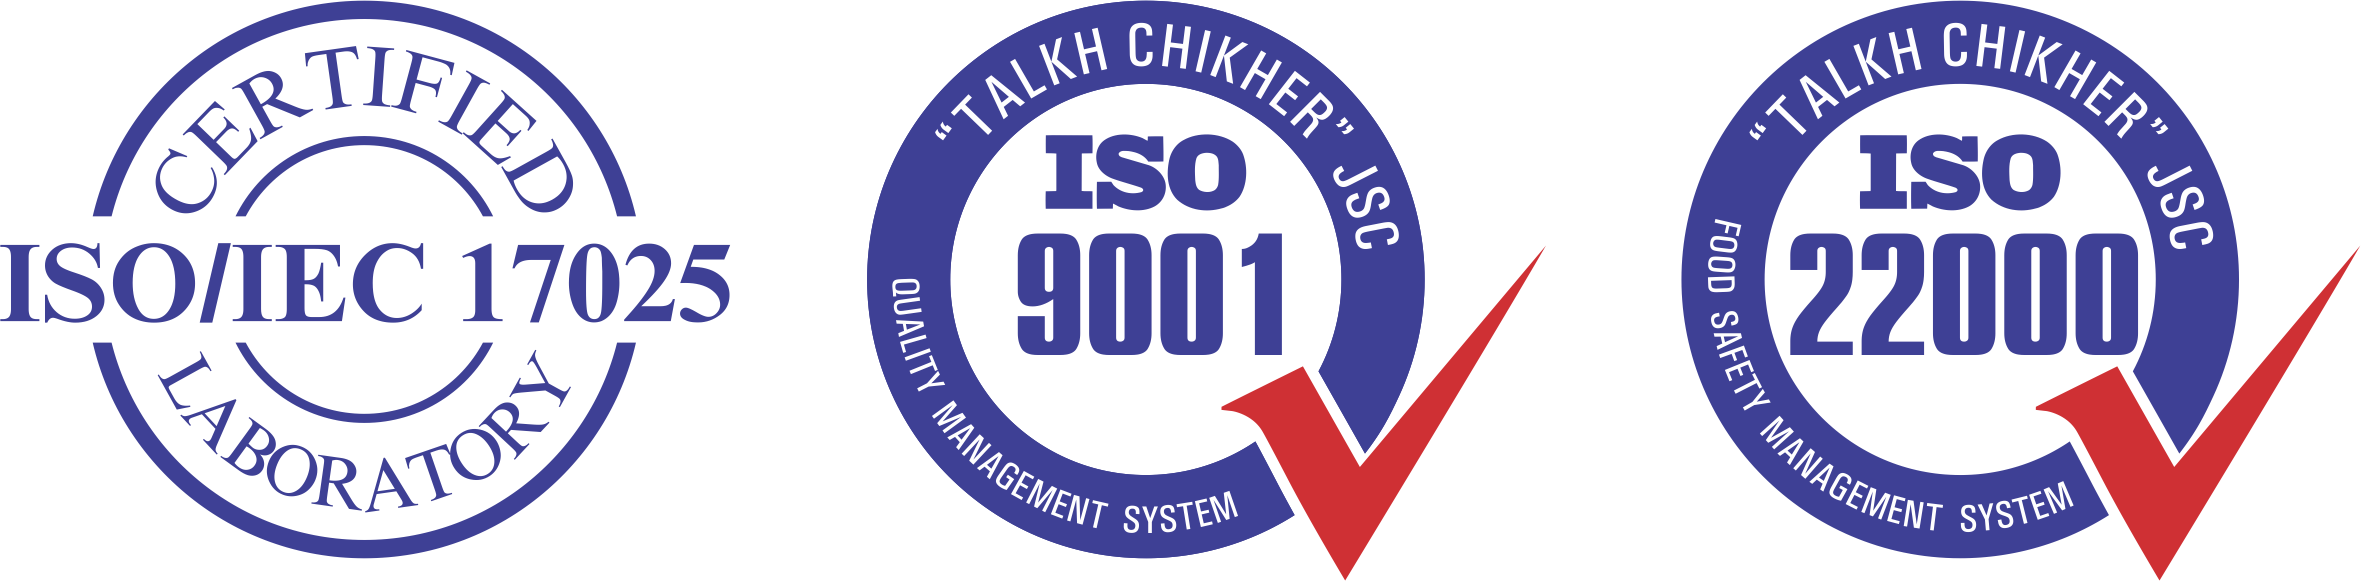 CERTIFIED
ISO/IEC 17025
LABORATORY
“TALKH CHIKHER” JSC
ISO
9001
QUALITY MANAGEMENT SYSTEM
“TALKH CHIKHER” JSC
ISO
22000
FOOD SAFETY MANAGEMENT SYSTEM